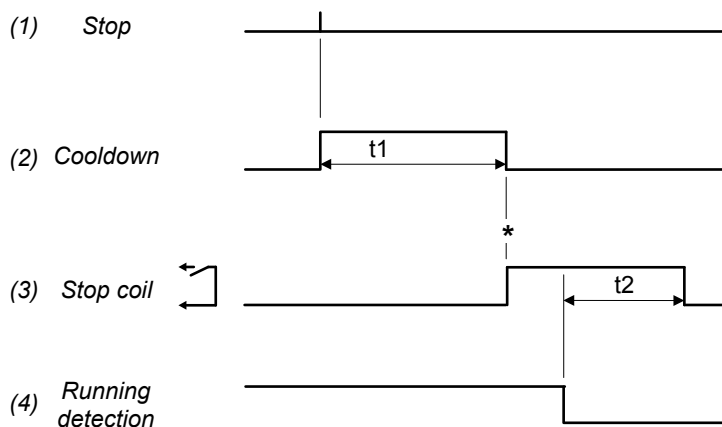 (1) Stop
(2) Cooldown
t1
*
(3) Stop coil
t2
(4) Running
detection